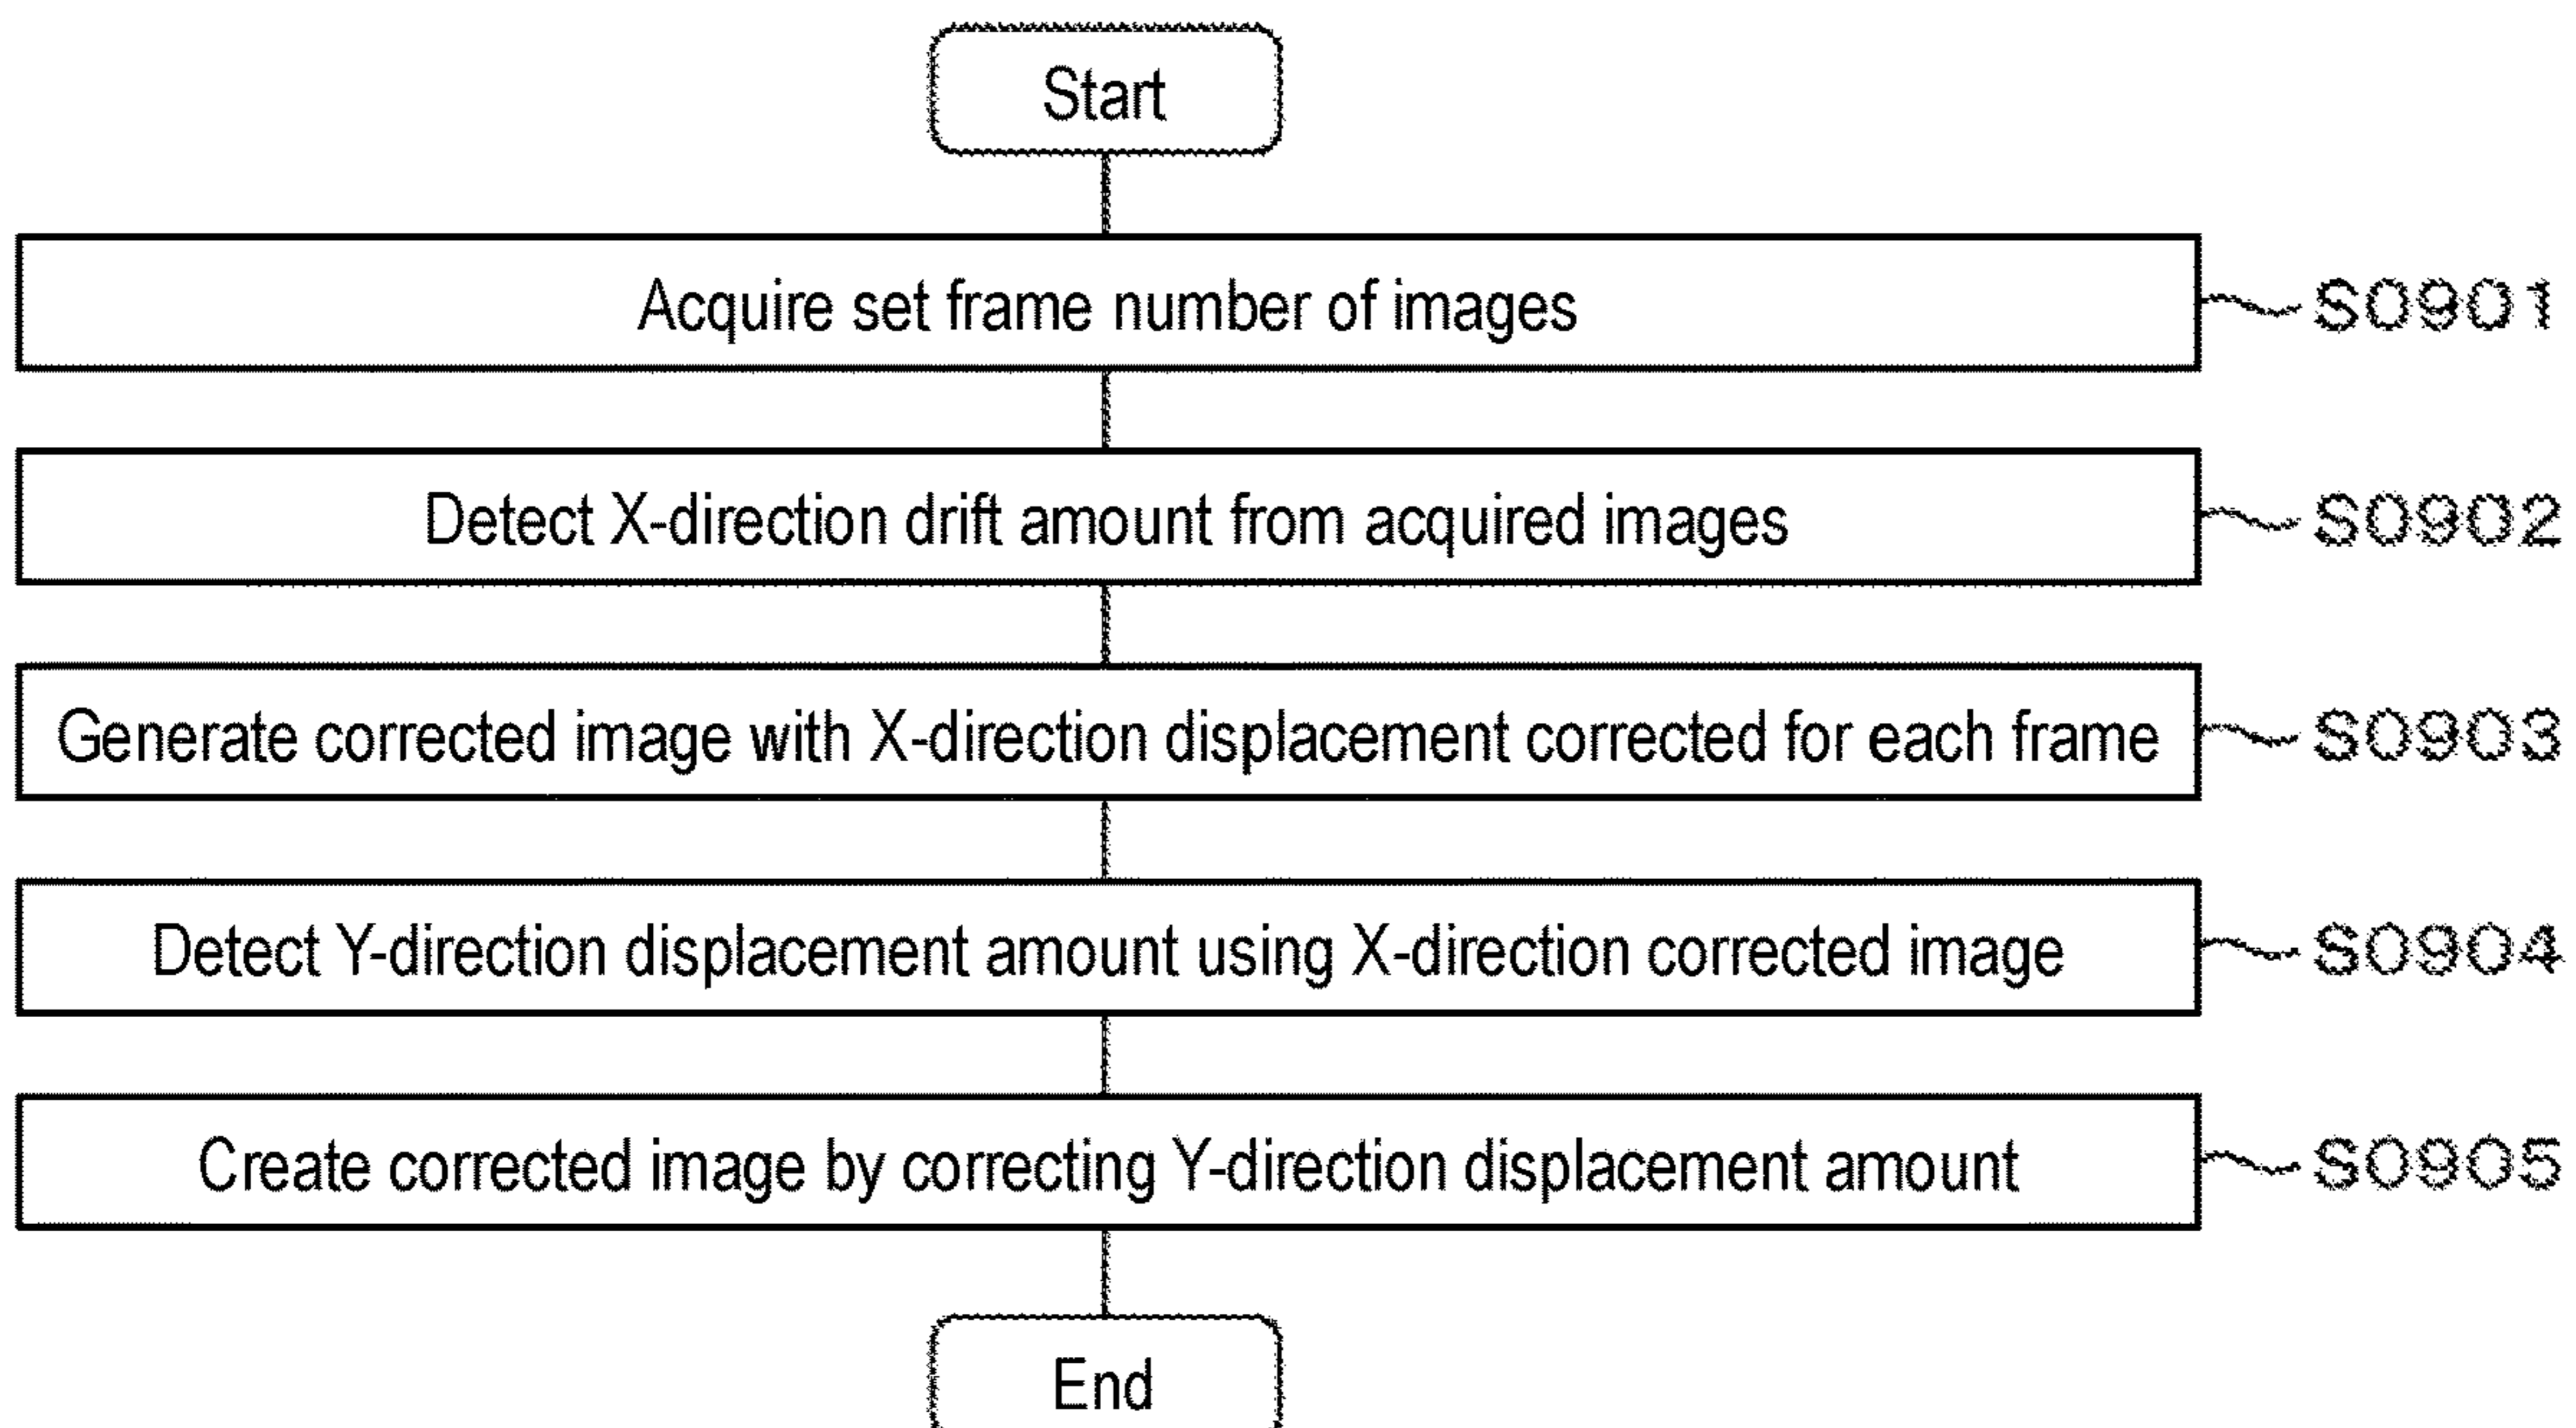 Start
Acquire set frame number of images
S0901
Detect X-direction drift amount from acquired images
S0902
Generate corrected image with X-direction displacement corrected for each frame
S0903
Detect Y-direction displacement amount using X-direction corrected image
S0904
Create corrected image by correcting Y-direction displacement amount
S0905
End